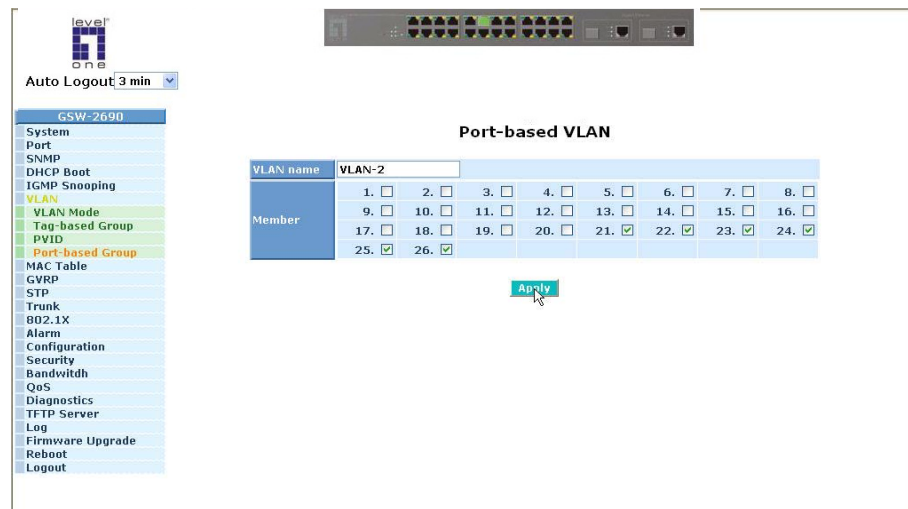 level
one
Auto Logout 3 min
GSW-2690
System
Port
SNMP
DHCP Boot
IGMP Snooping
VLAN
VLAN Mode
Tag-based Group
PVID
Port-based Group
MAC Table
GVRP
STP
Trunk
802.1X
Alarm
Configuration
Security
Bandwitdh
QoS
Diagnostics
TFTP Server
Log
Firmware Upgrade
Reboot
Logout
Port-based VLAN
VLAN name VLAN-2
Member
1. 2. 3. 4. 5. 6. 7. 8.
9. 10. 11. 12. 13. 14. 15. 16.
17. 18. 19. 20. 21. 22. 23. 24.
25. 26.
Apply